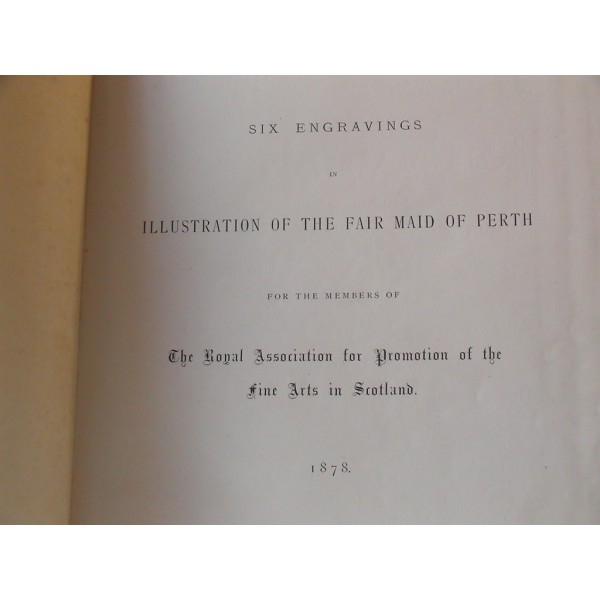 SIX ENGRAVINGS
IN
ILLUSTRATION OF THE FAIR MAID OF PERTH
FOR THE MEMBERS OF
The Royal Association for Promotion of the
Fine Arts in Scotland.
1878.